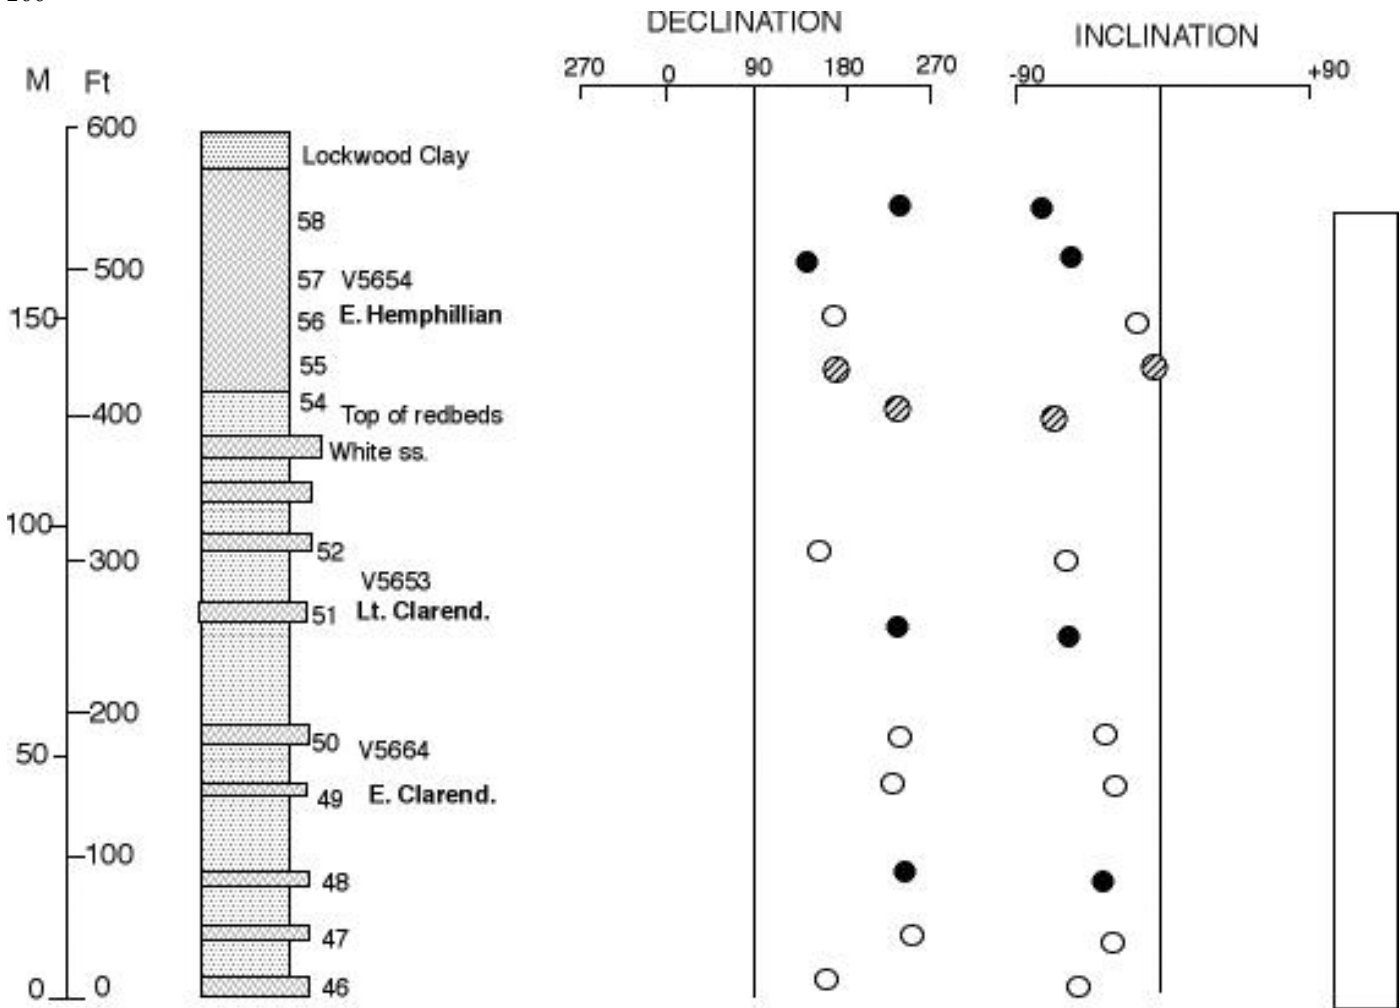 DECLINATION
INCLINATION
270 0 90 180 270
-90 +90
M Ft
600
Lockwood Clay
58
500
57 V5654
150
56 E. Hemphillian
55
54 Top of redbeds
400
White ss.
100
52
300
V5653
51 Lt. Clarend.
200
50 V5664
50
49 E. Clarend.
100
48
47
46
0 0